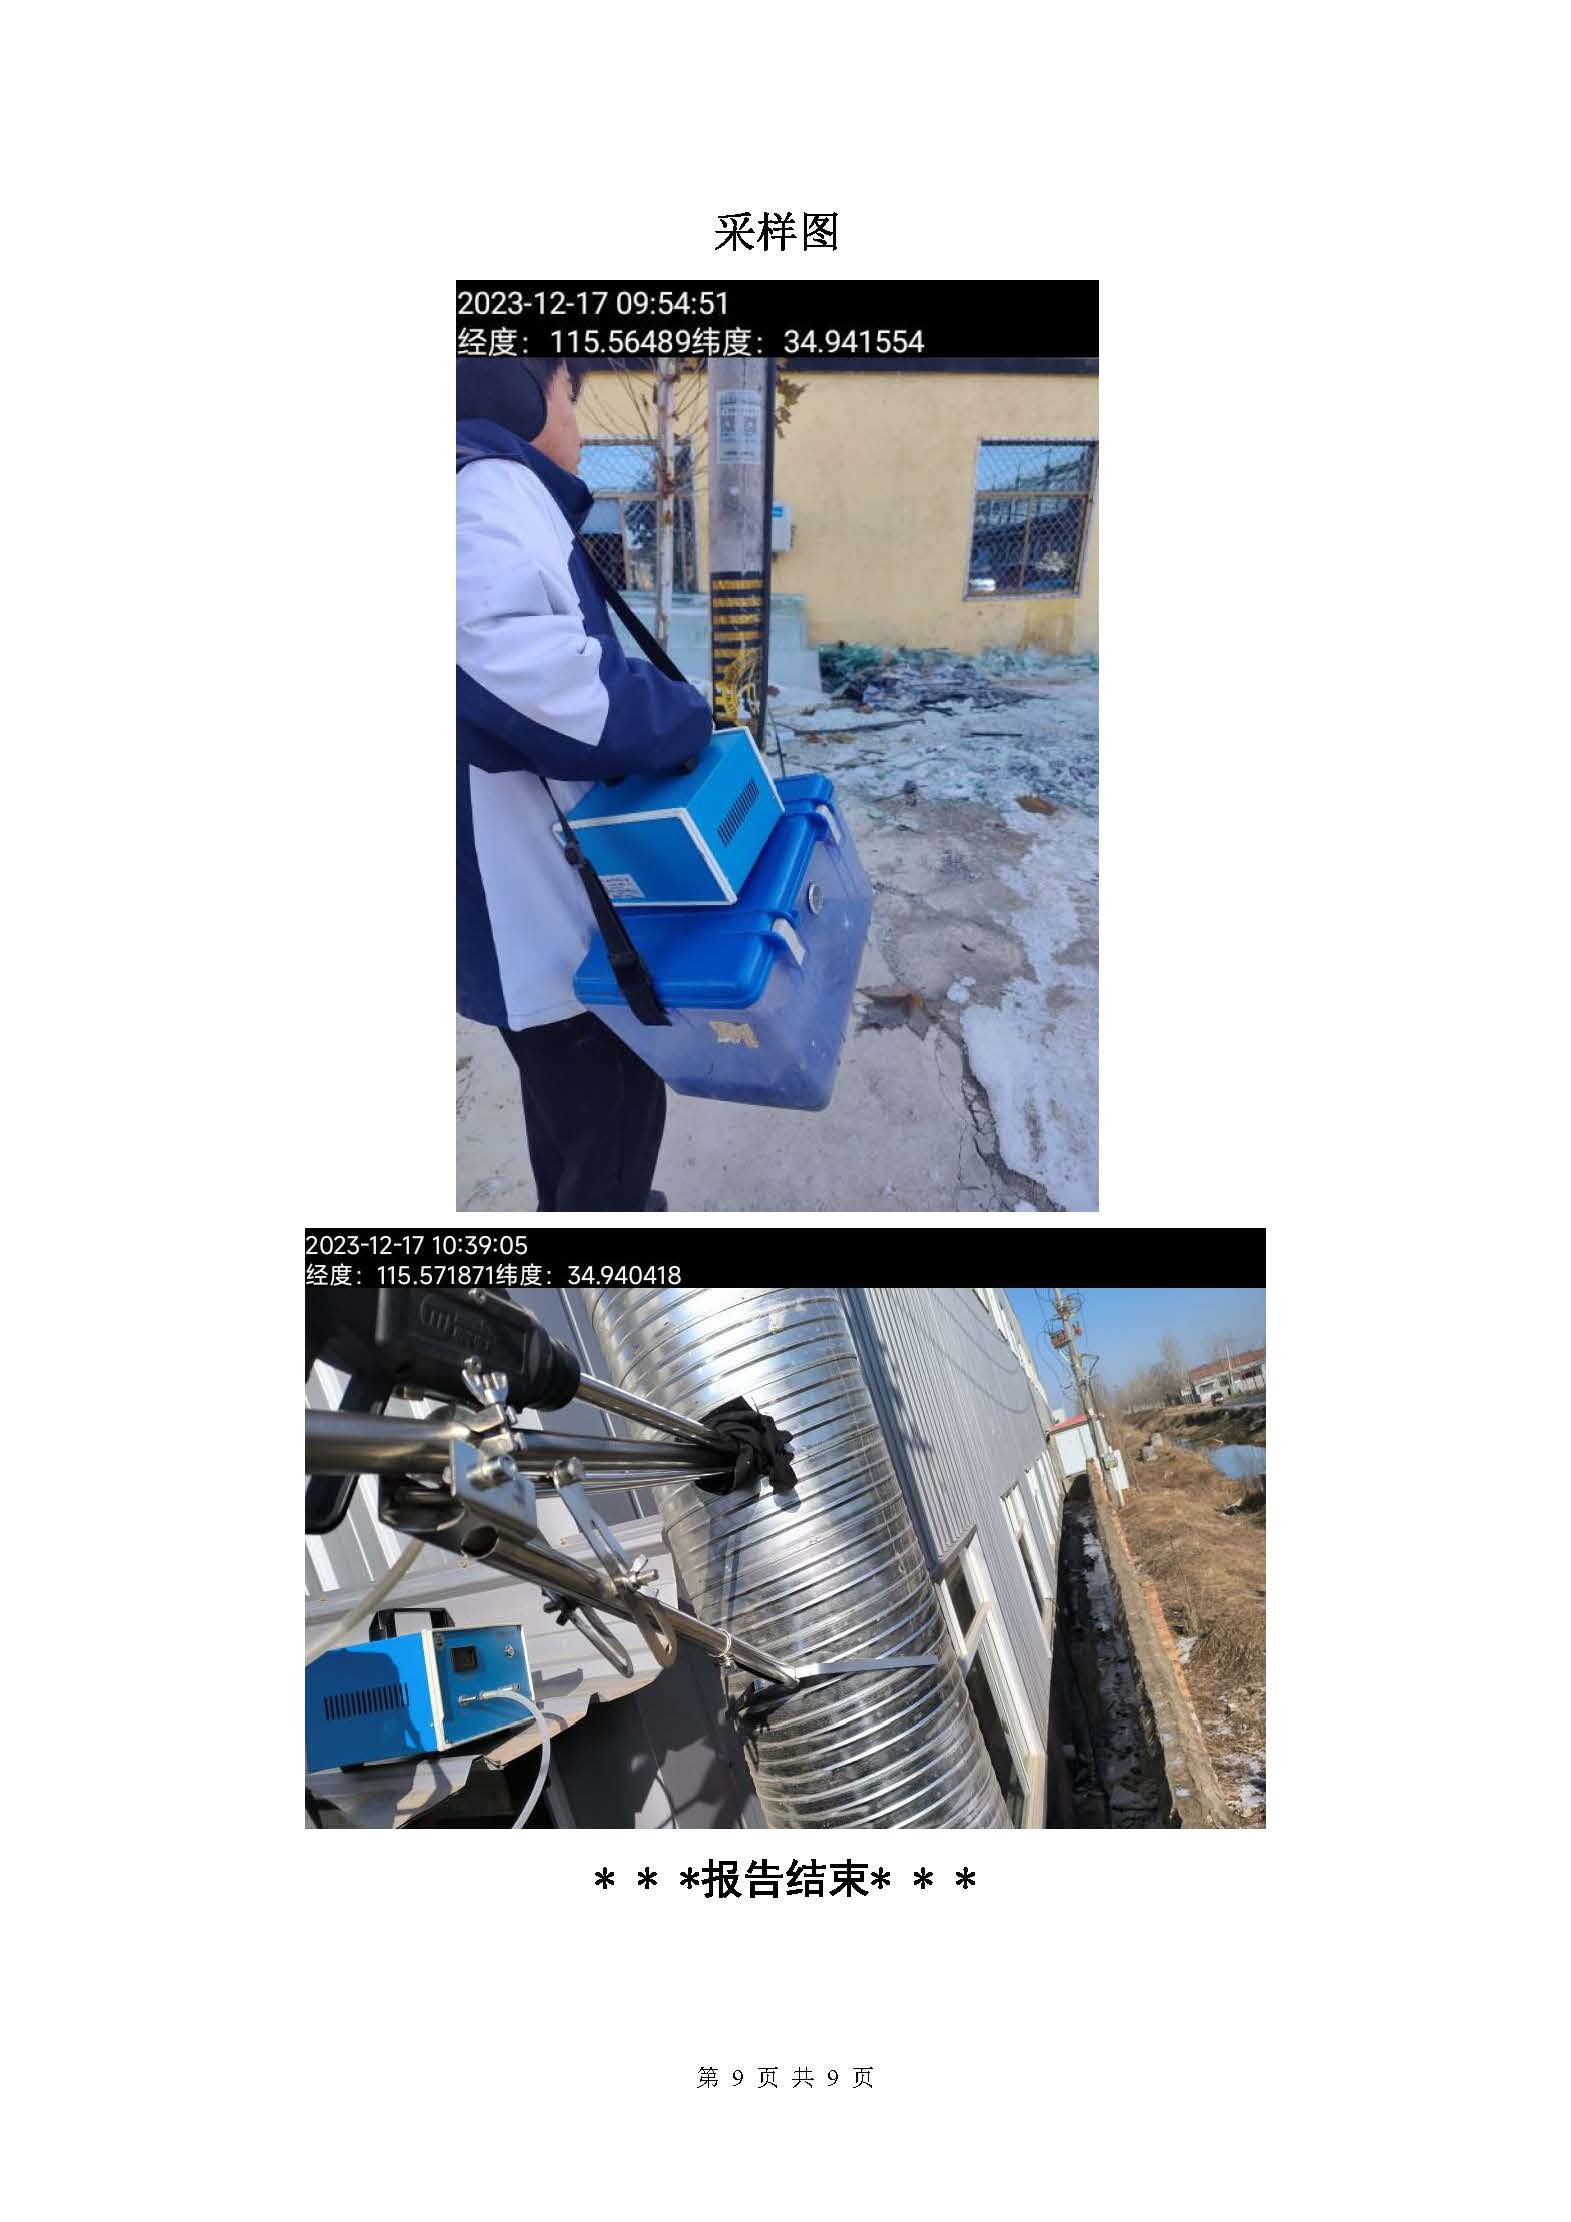 采样图
2023-12-17 09:54:51
经度：115.56489纬度：34.941554
2023-12-17 10:39:05
经度：115.571871纬度：34.940418
* * *报告结束* * *
第 9 页 共 9 页